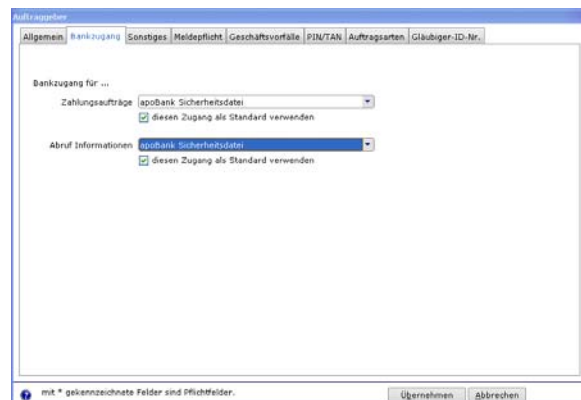 Auftraggeber
Allgemein Bankzugang Sonstiges Meldepflicht Geschäftsvorfälle PIN/TAN Auftragsarten Gläubiger-ID-Nr.
Bankzugang für ...
Zahlungsaufträge apoBank Sicherheitsdatei
diesen Zugang als Standard verwenden
Abruf Informationen apoBank Sicherheitsdatei
diesen Zugang als Standard verwenden
mit * gekennzeichnete Felder sind Pflichtfelder. Übernehmen Abbrechen